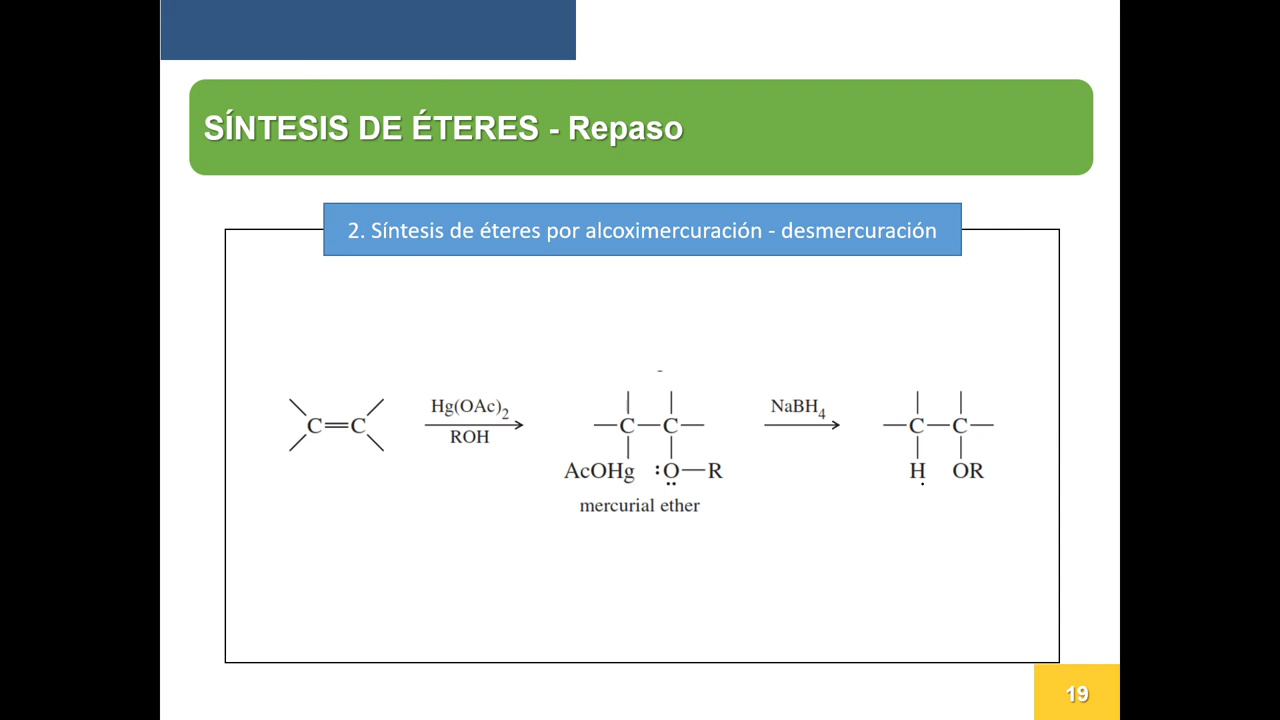 SÍNTESIS DE ÉTERES - Repaso
2. Síntesis de éteres por alcoximercuración - desmercuración
C=C
Hg(OAc)₂
ROH
—C—C—
AcOHg :O—R
mercurial ether
NaBH₄
—C—C—
H OR
19